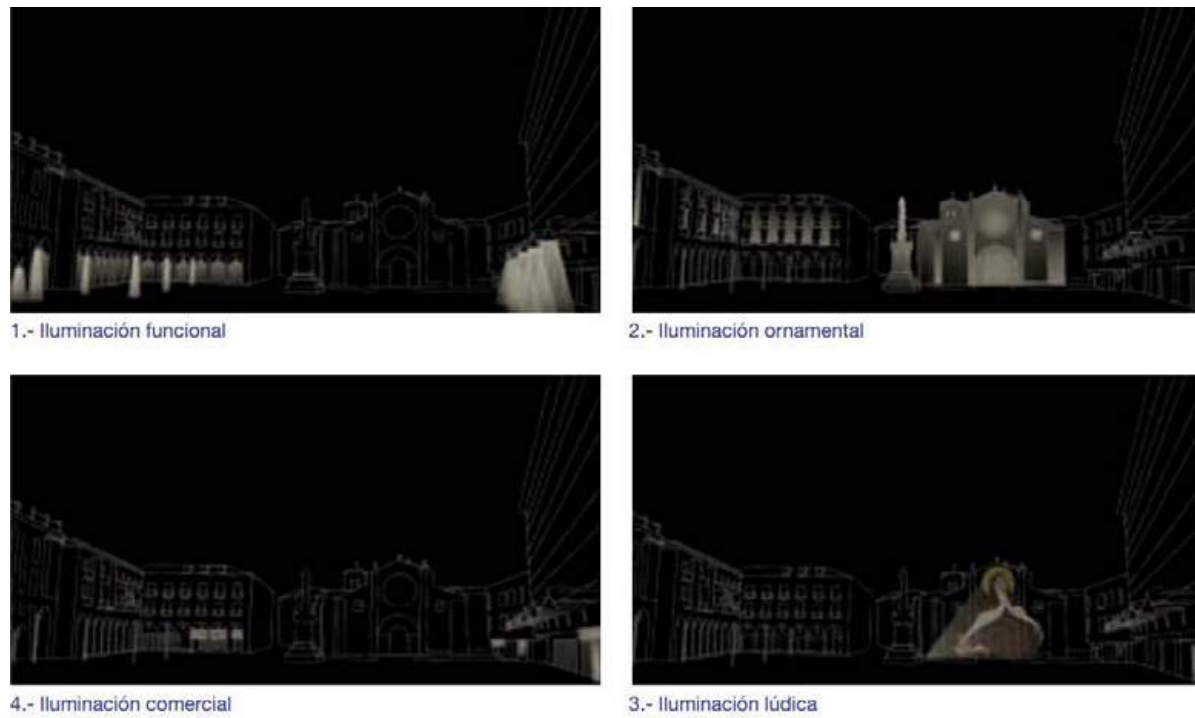 1.- Iluminación funcional
2.- Iluminación ornamental
4.- Iluminación comercial
3.- Iluminación lúdica